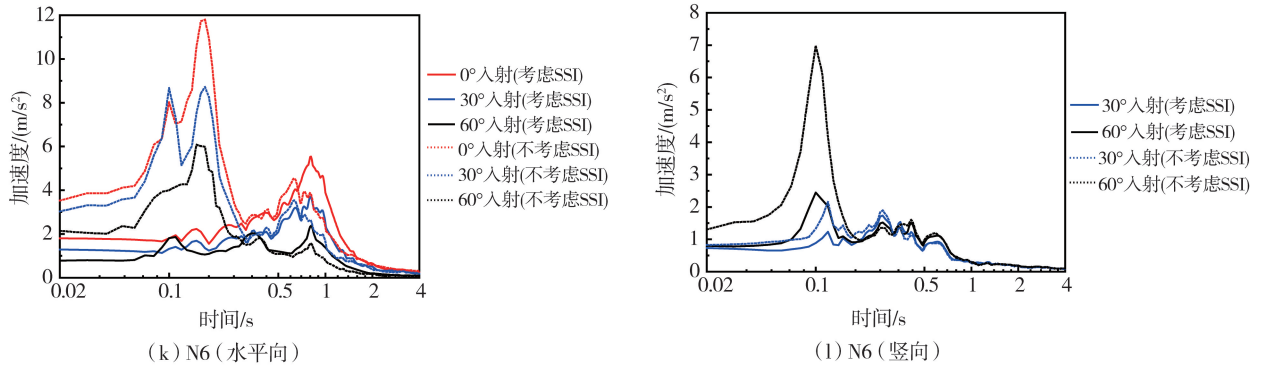 12
10
8
6
4
2
0
加速度/(m/s²)
0.02
0.1
0.5
1
2
4
时间/s
0°入射(考虑SSI)
30°入射(考虑SSI)
60°入射(考虑SSI)
0°入射(不考虑SSI)
30°入射(不考虑SSI)
60°入射(不考虑SSI)
(k) N6 (水平向)
8
7
6
5
4
3
2
1
0
加速度/(m/s²)
0.02
0.1
0.5
1
2
4
时间/s
30°入射(考虑SSI)
60°入射(考虑SSI)
30°入射(不考虑SSI)
60°入射(不考虑SSI)
(l) N6 (竖向)